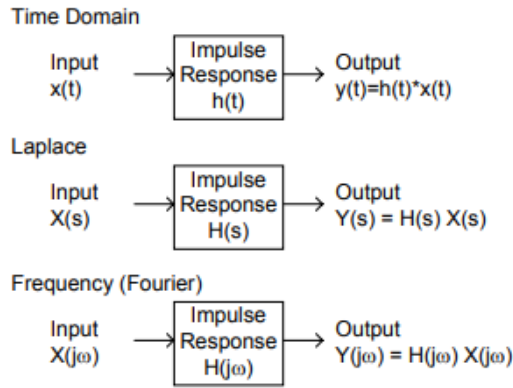 Time Domain
Input
x(t)
Impulse
Response
h(t)
Output
y(t)=h(t)*x(t)
Laplace
Input
X(s)
Impulse
Response
H(s)
Output
Y(s) = H(s) X(s)
Frequency (Fourier)
Input
X(jω)
Impulse
Response
H(jω)
Output
Y(jω) = H(jω) X(jω)